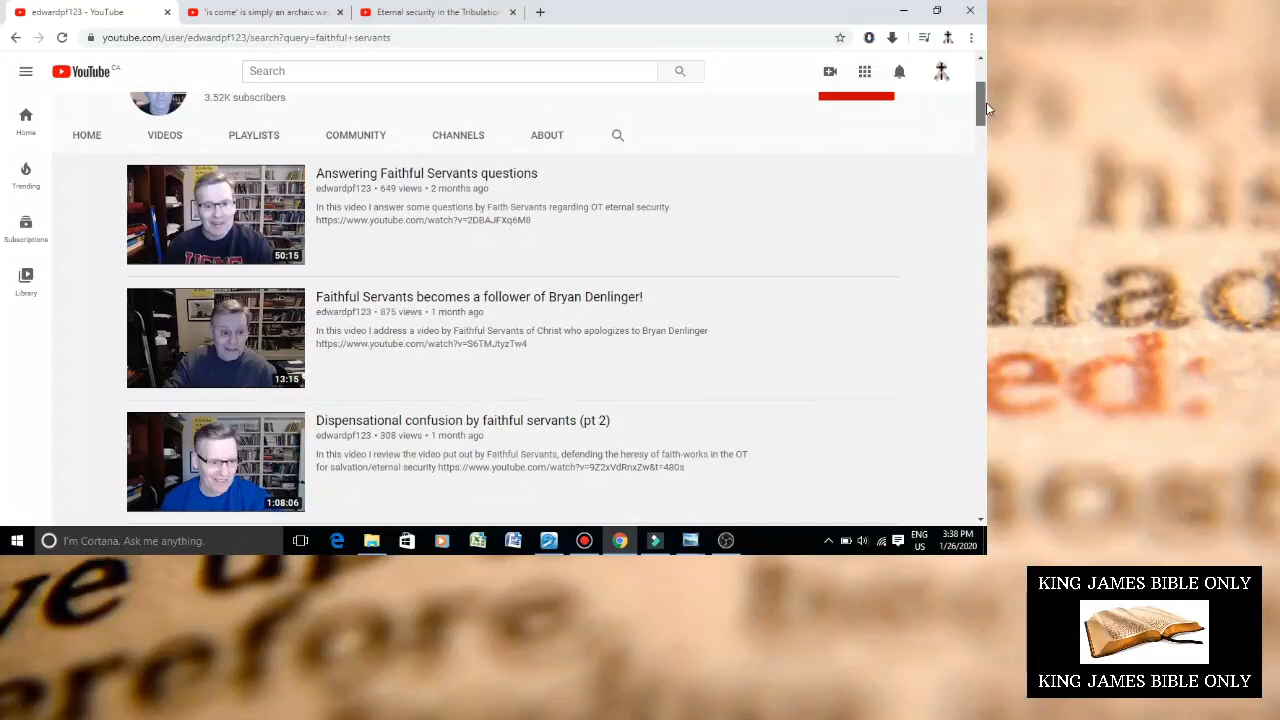 edwardpf123 - YouTube
'is come' is simply an archaic way
Eternal security in the Tribulation
youtube.com/user/edwardpf123/search?query=faithful+servants
YouTube CA
Search
3.52K subscribers
Home
Trending
Subscriptions
Library
HOME VIDEOS PLAYLISTS COMMUNITY CHANNELS ABOUT
Answering Faithful Servants questions
edwardpf123 • 649 views • 2 months ago
In this video I answer some questions by Faith Servants regarding OT eternal security.
https://www.youtube.com/watch?v=2DBAJFXq6M8
50:15
Faithful Servants becomes a follower of Bryan Denlinger!
edwardpf123 • 875 views • 1 month ago
In this video I address a video by Faithful Servants of Christ who apologizes to Bryan Denlinger
https://www.youtube.com/watch?v=S6TMJtyzTw4
13:15
Dispensational confusion by faithful servants (pt 2)
edwardpf123 • 308 views • 1 month ago
In this video I review the video put out by Faithful Servants, defending the heresy of faith-works in the OT
for salvation/eternal security https://www.youtube.com/watch?v=9Z2xVdRnxZw&t=480s
1:08:06
I'm Cortana. Ask me anything.
ENG
US
3:38 PM
1/26/2020
KING JAMES BIBLE ONLY
KING JAMES BIBLE ONLY